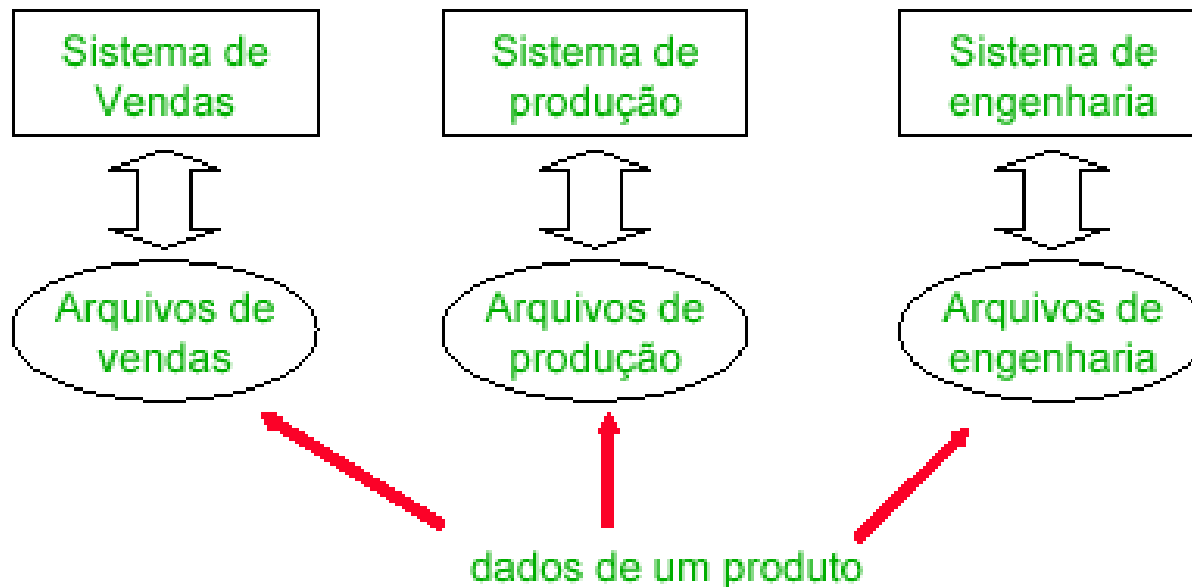 Sistema de
Vendas
Sistema de
produção
Sistema de
engenharia
Arquivos de
vendas
Arquivos de
produção
Arquivos de
engenharia
dados de um produto